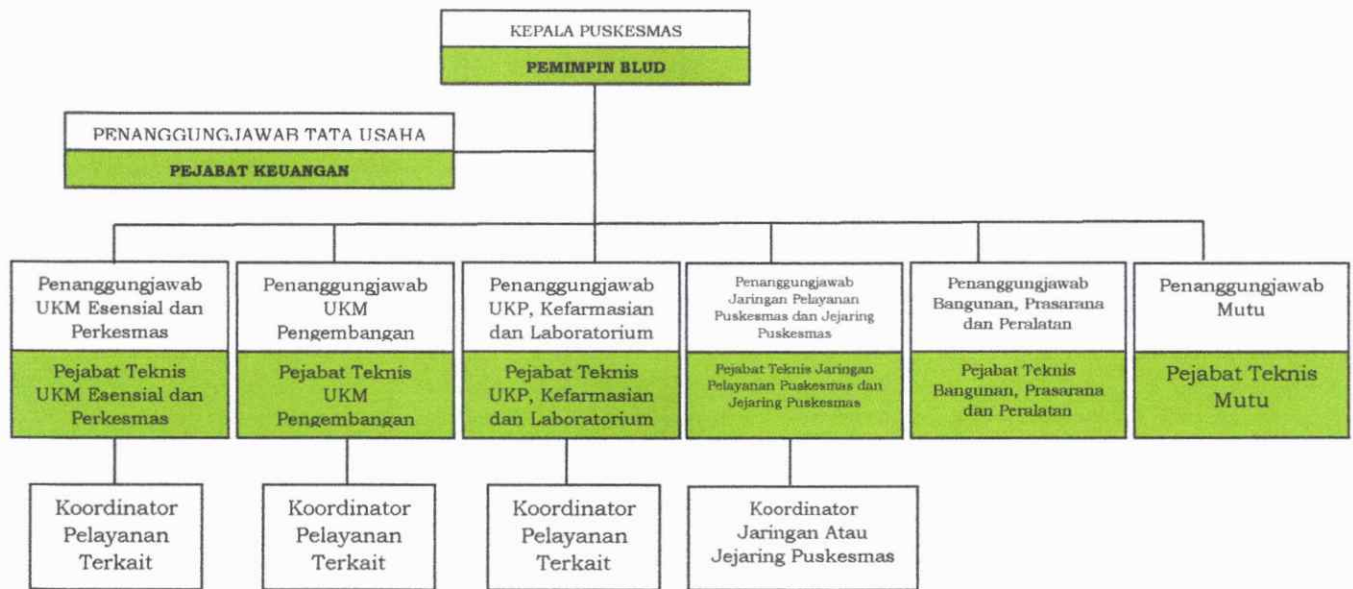 KEPALA PUSKESMAS
PEMIMPIN BLUD
PENANGGUNGJAWAB TATA USAHA
PEJABAT KEUANGAN
Penanggungjawab
UKM Esensial dan
Perkesmas
Pejabat Teknis
UKM Esensial dan
Perkesmas
Penanggungjawab
UKM
Pengembangan
Pejabat Teknis
UKM
Pengembangan
Penanggungjawab
UKP, Kefarmasian
dan Laboratorium
Pejabat Teknis
UKP, Kefarmasian
dan Laboratorium
Penanggungjawab
Jaringan Pelayanan
Puskesmas dan Jejaring
Puskesmas
Pejabat Teknis Jaringan
Pelayanan Puskesmas dan
Jejaring Puskesmas
Penanggungjawab
Bangunan, Prasarana
dan Peralatan
Pejabat Teknis
Bangunan, Prasarana
dan Peralatan
Penanggungjawab
Mutu
Pejabat Teknis
Mutu
Koordinator
Pelayanan
Terkait
Koordinator
Pelayanan
Terkait
Koordinator
Pelayanan
Terkait
Koordinator
Jaringan Atau
Jejaring Puskesmas